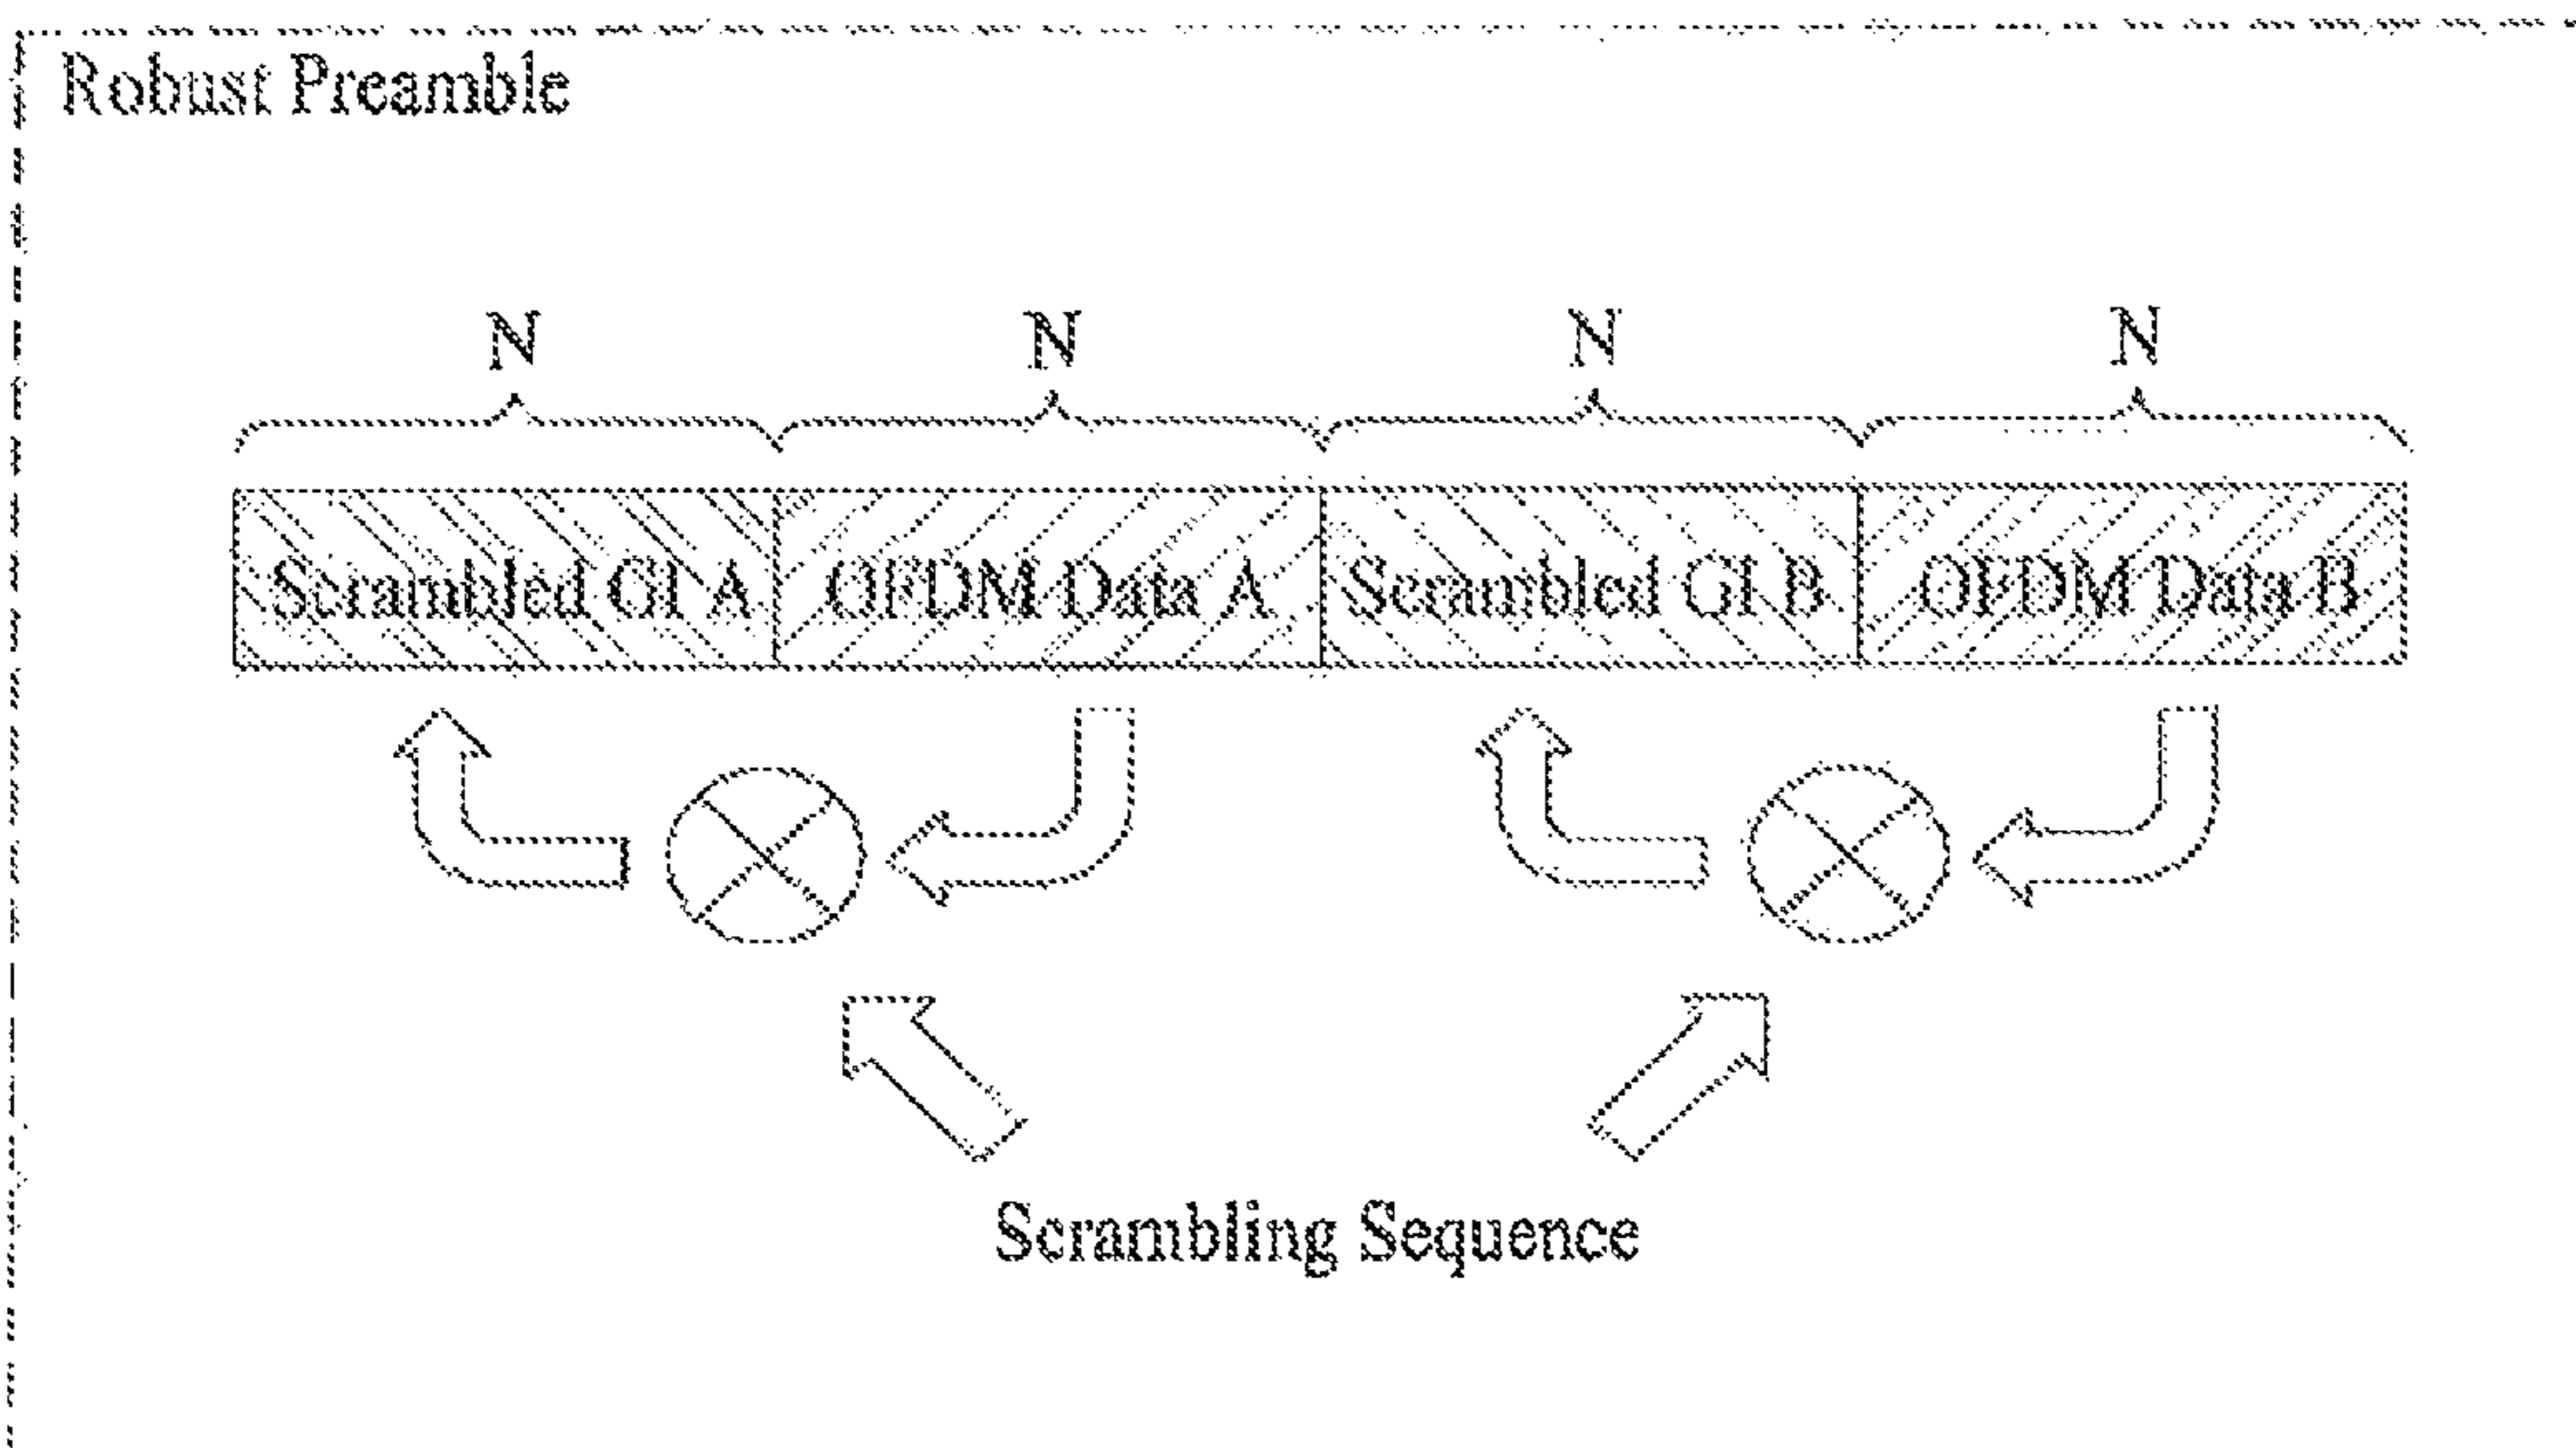 Robust Preamble
N N N N
Scrambled GI A OFDM Data A Scrambled GI B OFDM Data B
Scrambling Sequence